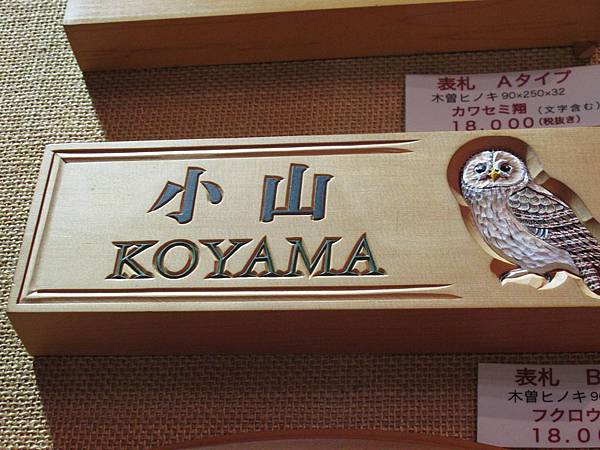 表札 Aタイプ
木曽ヒノキ 90×250×32
カワセミ翔 (文字含む)
18,000(税抜き)
小山
KOYAMA
表札 B
木曽ヒノキ 9
フクロウ
18.0